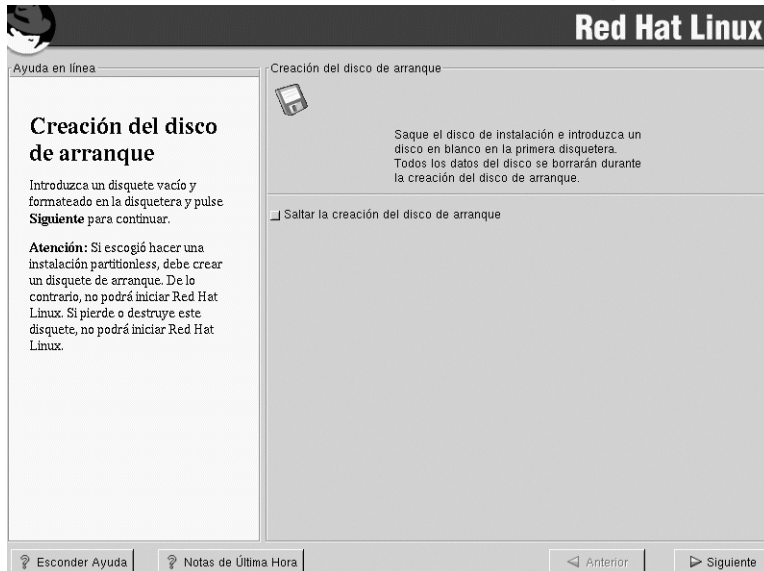 Red Hat Linux
Ayuda en línea
Creación del disco
de arranque
Introduzca un disquete vacío y
formateado en la disquetera y pulse
Siguiente para continuar.
Atención: Si escogió hacer una
instalación partitionless, debe crear
un disquete de arranque. De lo
contrario, no podrá iniciar Red Hat
Linux. Si pierde o destruye este
disquete, no podrá iniciar Red Hat
Linux.
Creación del disco de arranque
Saque el disco de instalación e introduzca un
disco en blanco en la primera disquetera.
Todos los datos del disco se borrarán durante
la creación del disco de arranque.
Saltar la creación del disco de arranque
Esconder Ayuda
Notas de Última Hora
Anterior
Siguiente